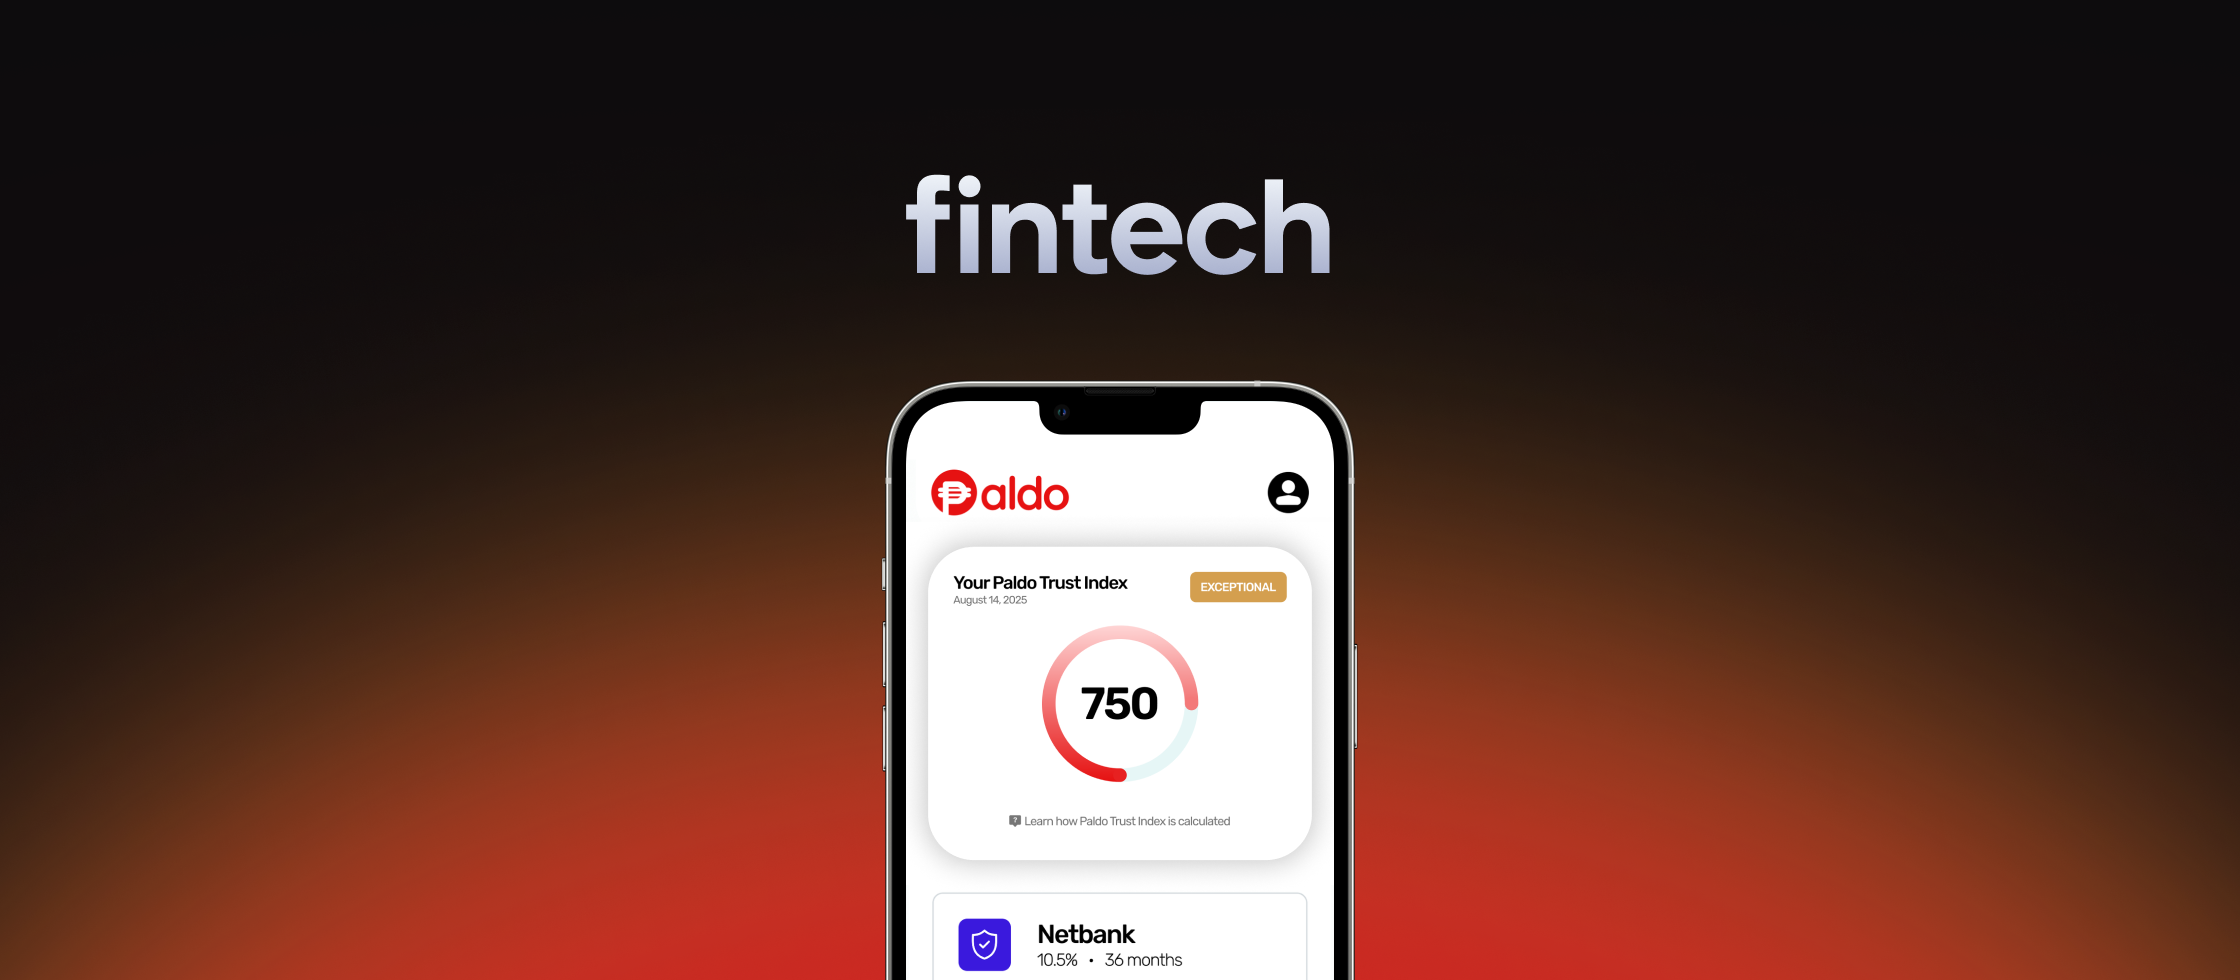 fintech
Paldo
Your Paldo Trust Index
EXCEPTIONAL
August 14, 2025
750
? Learn how Paldo Trust Index is calculated
Netbank
10.5% • 36 months